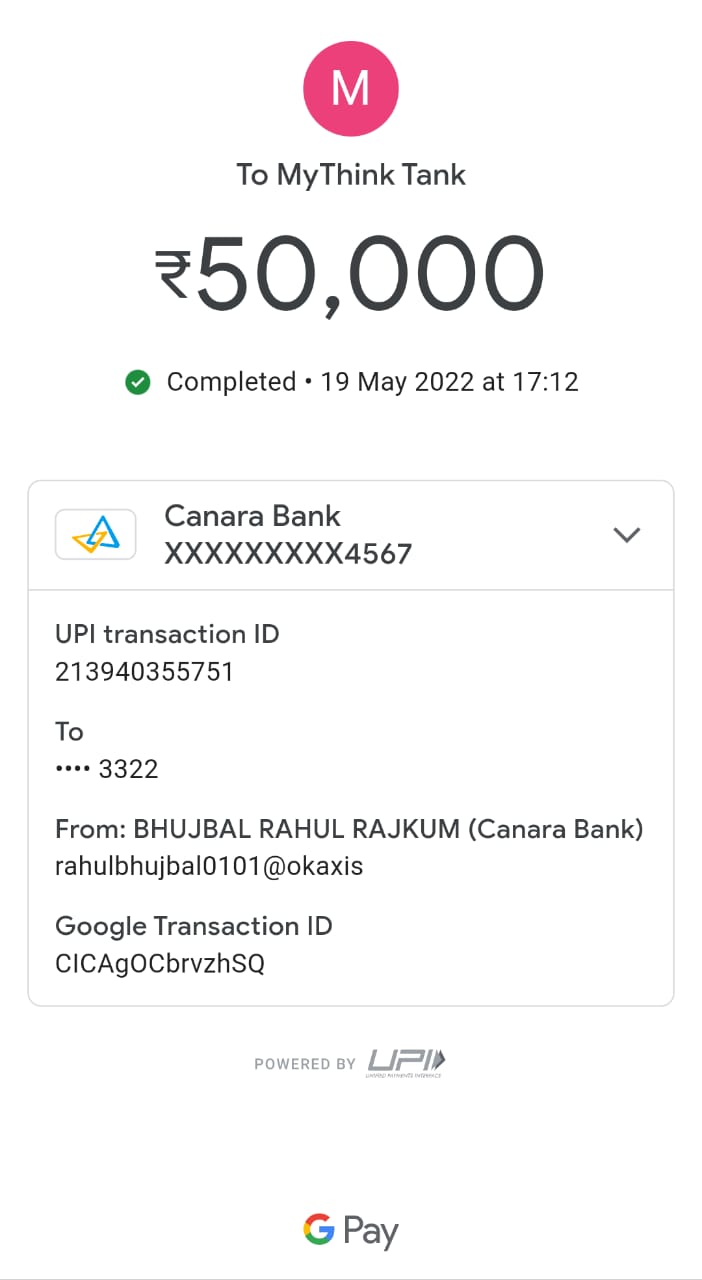 M
To MyThink Tank
₹50,000
Completed • 19 May 2022 at 17:12
Canara Bank
XXXXXXXXX4567
UPI transaction ID
213940355751
To
•••• 3322
From: BHUJBAL RAHUL RAJKUM (Canara Bank)
rahulbhujbal0101@okaxis
Google Transaction ID
CICAgOCbrvzhSQ
POWERED BY UPI
UNIFIED PAYMENTS INTERFACE
G Pay